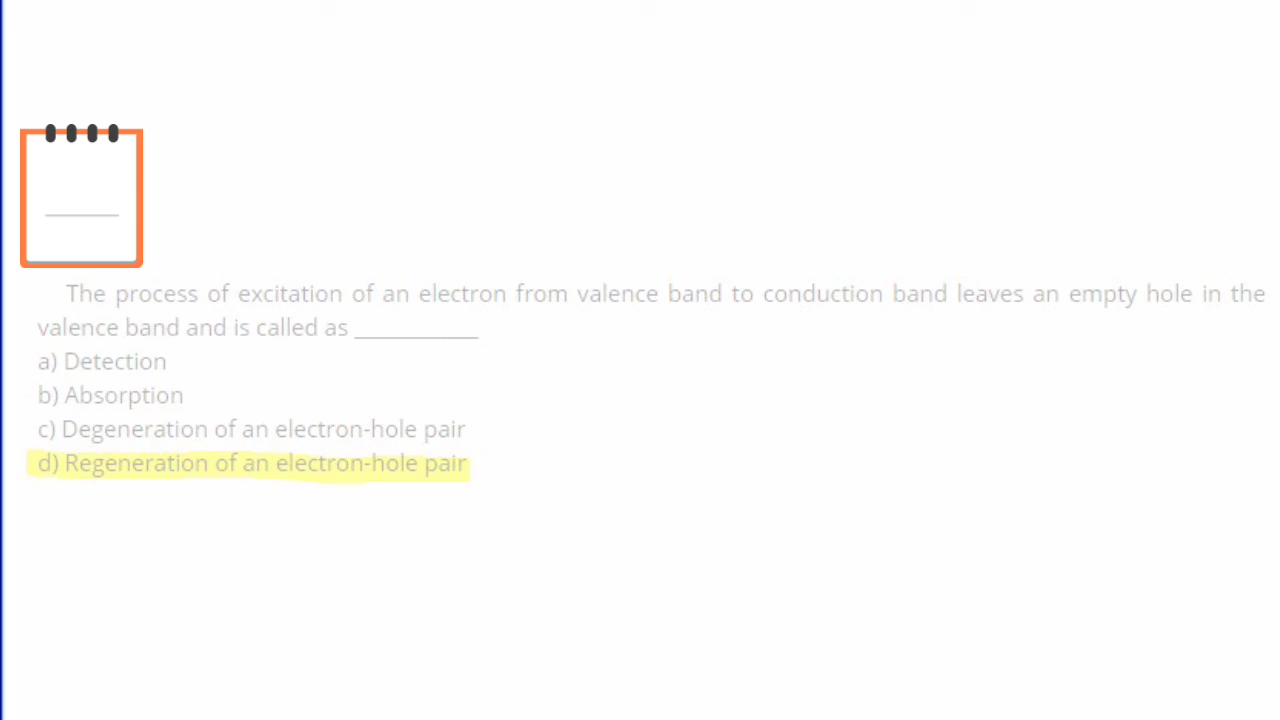 The process of excitation of an electron from valence band to conduction band leaves an empty hole in the
valence band and is called as ____________
a) Detection
b) Absorption
c) Degeneration of an electron-hole pair
d) Regeneration of an electron-hole pair